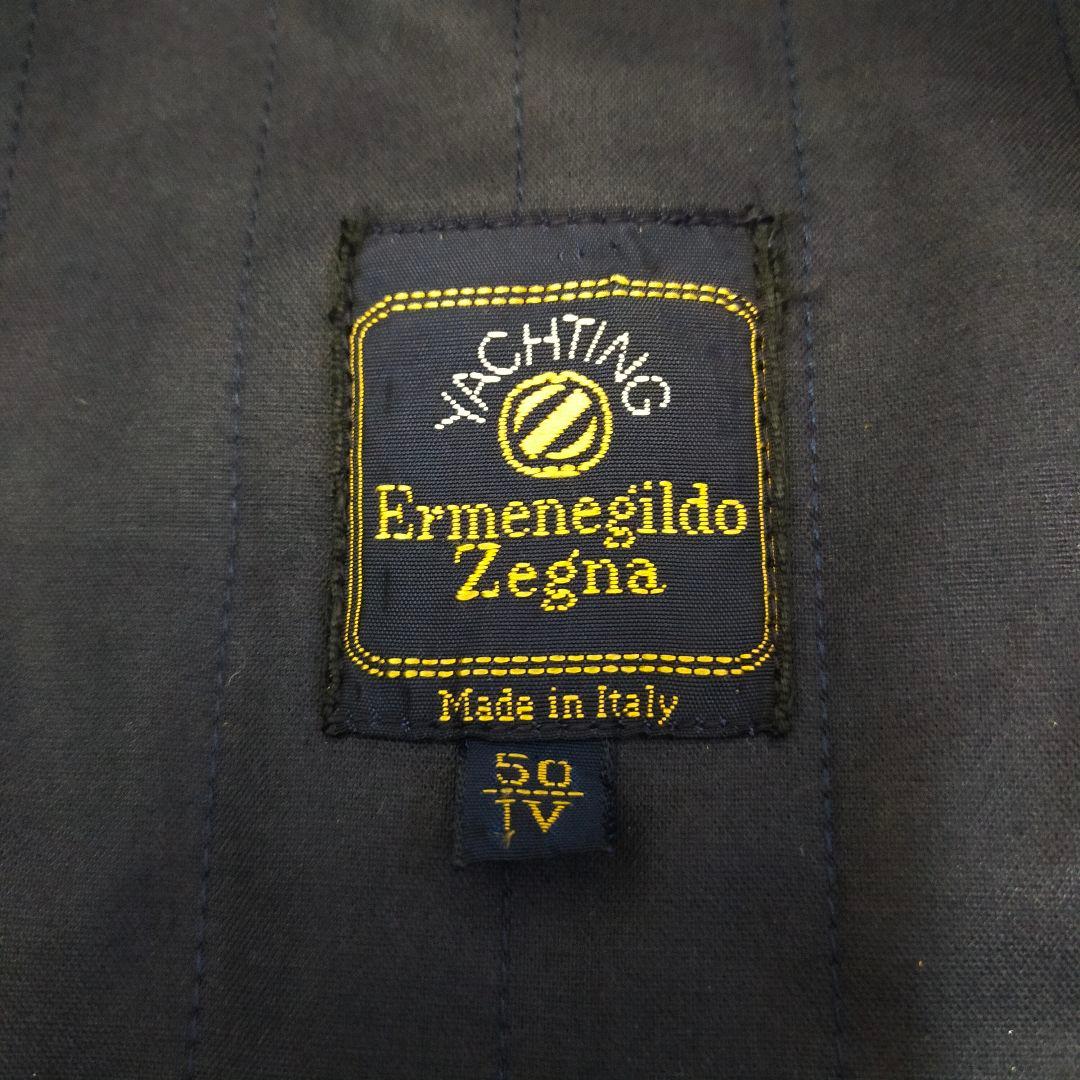 YACHTING
Z
Ermenegildo
Zegna
Made in Italy
50
IV